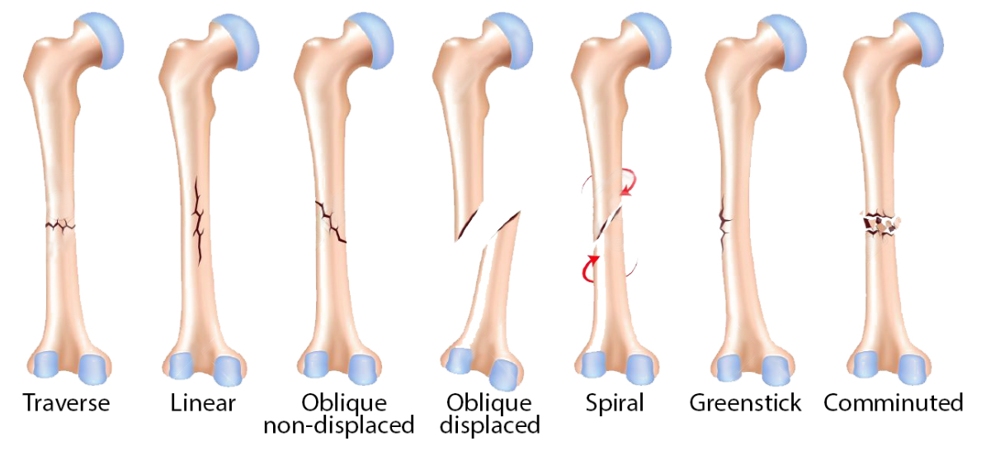 Traverse
Linear
Oblique
non-displaced
Oblique
displaced
Spiral
Greenstick
Comminuted